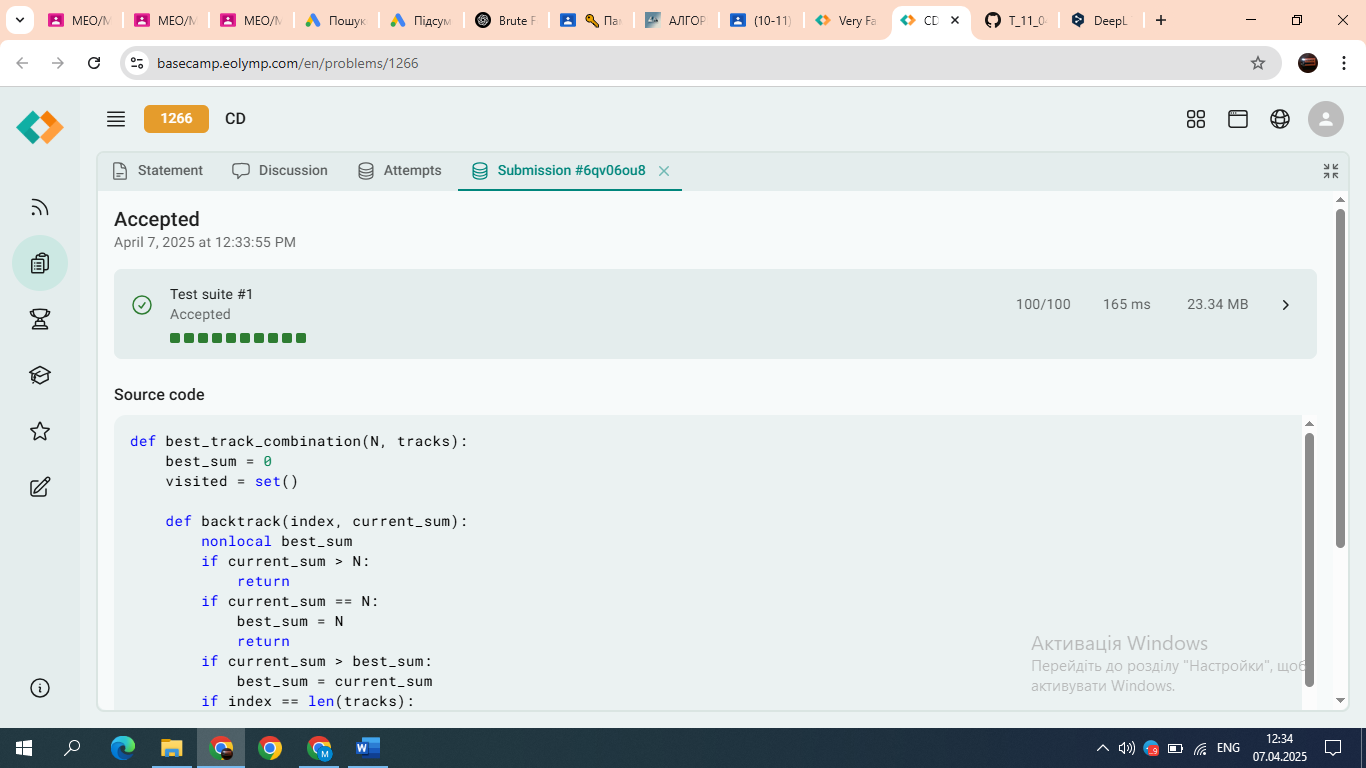 МЕО/М
МЕО/М
МЕО/М
Пошук
Підсум
Brute F
Па
АЛГОР
(10-11)
Very Fa
CD
T_11_0
DeepL
basecamp.eolymp.com/en/problems/1266
1266
CD
Statement
Discussion
Attempts
Submission #6qv06ou8
Accepted
April 7, 2025 at 12:33:55 PM
Test suite #1
Accepted
100/100
165 ms
23.34 MB
Source code
def best_track_combination(N, tracks):
    best_sum = 0
    visited = set()
    def backtrack(index, current_sum):
        nonlocal best_sum
        if current_sum > N:
            return
        if current_sum == N:
            best_sum = N
            return
        if current_sum > best_sum:
            best_sum = current_sum
        if index == len(tracks):
Активація Windows
Перейдіть до розділу "Настройки", щоб
активувати Windows.
ENG
12:34
07.04.2025